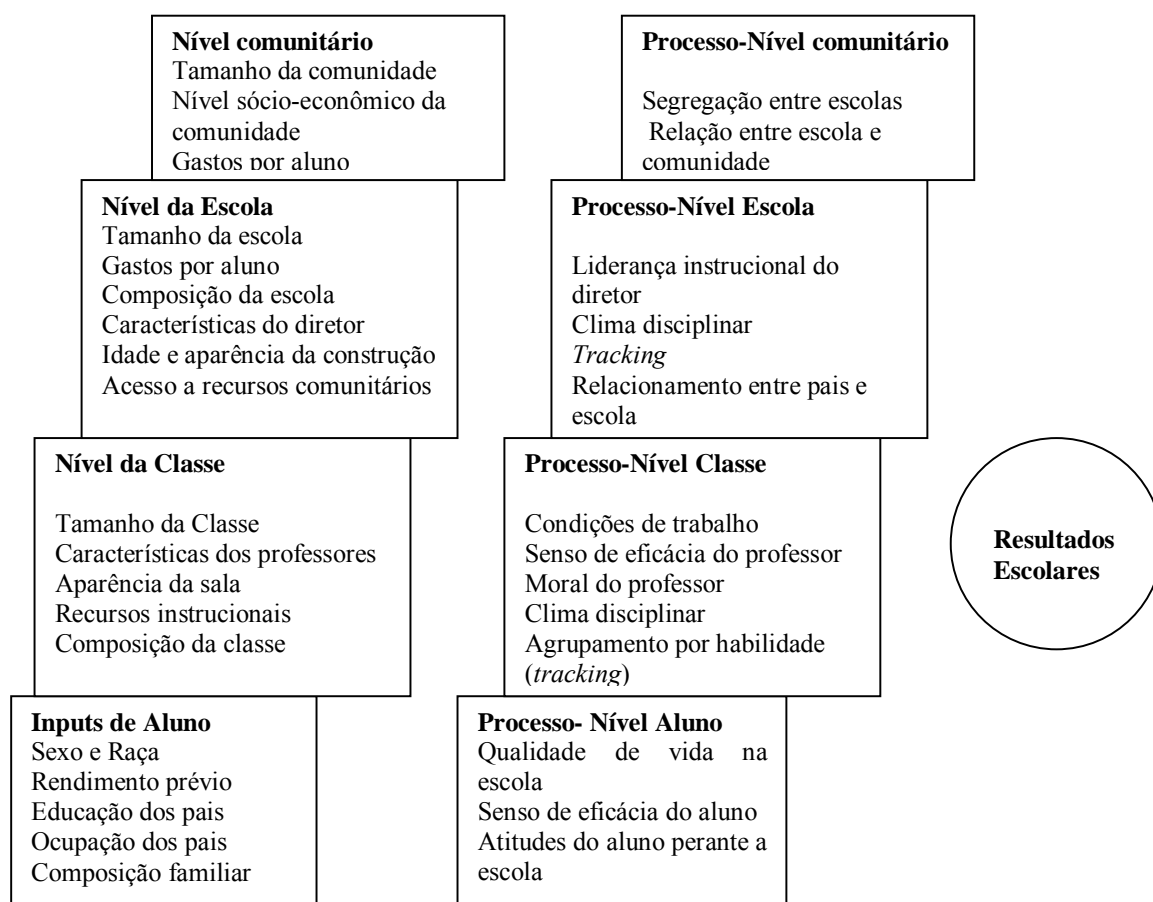 Nível comunitário
Tamanho da comunidade
Nível sócio-econômico da
comunidade
Gastos por aluno
Processo-Nível comunitário
Segregação entre escolas
Relação entre escola e
comunidade
Nível da Escola
Tamanho da escola
Gastos por aluno
Composição da escola
Características do diretor
Idade e aparência da construção
Acesso a recursos comunitários
Processo-Nível Escola
Liderança instrucional do
diretor
Clima disciplinar
Tracking
Relacionamento entre pais e
escola
Nível da Classe
Tamanho da Classe
Características dos professores
Aparência da sala
Recursos instrucionais
Composição da classe
Processo-Nível Classe
Condições de trabalho
Senso de eficácia do professor
Moral do professor
Clima disciplinar
Agrupamento por habilidade
(tracking)
Resultados
Escolares
Inputs de Aluno
Sexo e Raça
Rendimento prévio
Educação dos pais
Ocupação dos pais
Composição familiar
Processo- Nível Aluno
Qualidade de vida na
escola
Senso de eficácia do aluno
Atitudes do aluno perante a
escola